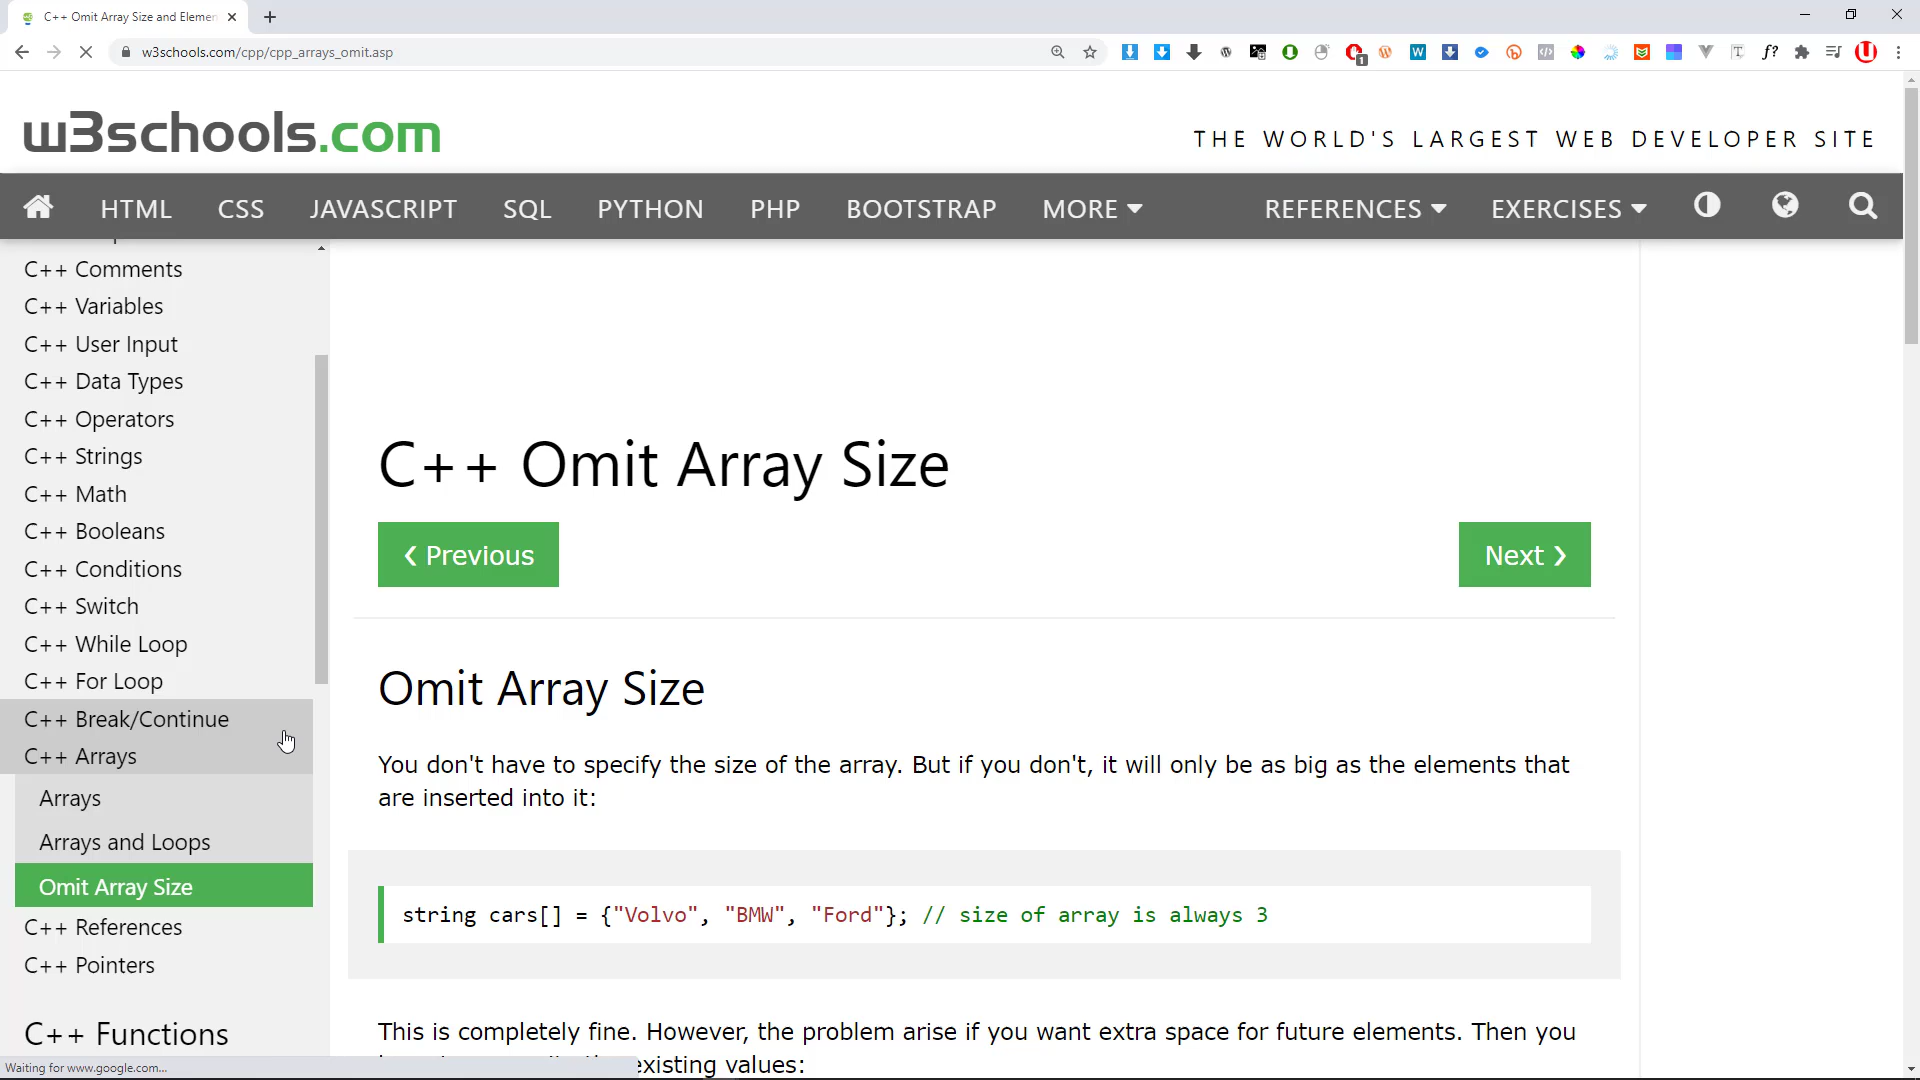 C++ Omit Array Size and Elemen
w3schools.com/cpp/cpp_arrays_omit.asp
1
w3schools.com
THE WORLD'S LARGEST WEB DEVELOPER SITE
HTML CSS JAVASCRIPT SQL PYTHON PHP BOOTSTRAP MORE REFERENCES EXERCISES
C++ Comments
C++ Variables
C++ User Input
C++ Data Types
C++ Operators
C++ Strings
C++ Math
C++ Booleans
C++ Conditions
C++ Switch
C++ While Loop
C++ For Loop
C++ Break/Continue
C++ Arrays
Arrays
Arrays and Loops
Omit Array Size
C++ References
C++ Pointers
C++ Functions
C++ Omit Array Size
❮ Previous
Next ❯
Omit Array Size
You don't have to specify the size of the array. But if you don't, it will only be as big as the elements that
are inserted into it:
string cars[] = {"Volvo", "BMW", "Ford"}; // size of array is always 3
This is completely fine. However, the problem arise if you want extra space for future elements. Then you
existing values:
Waiting for www.google.com...